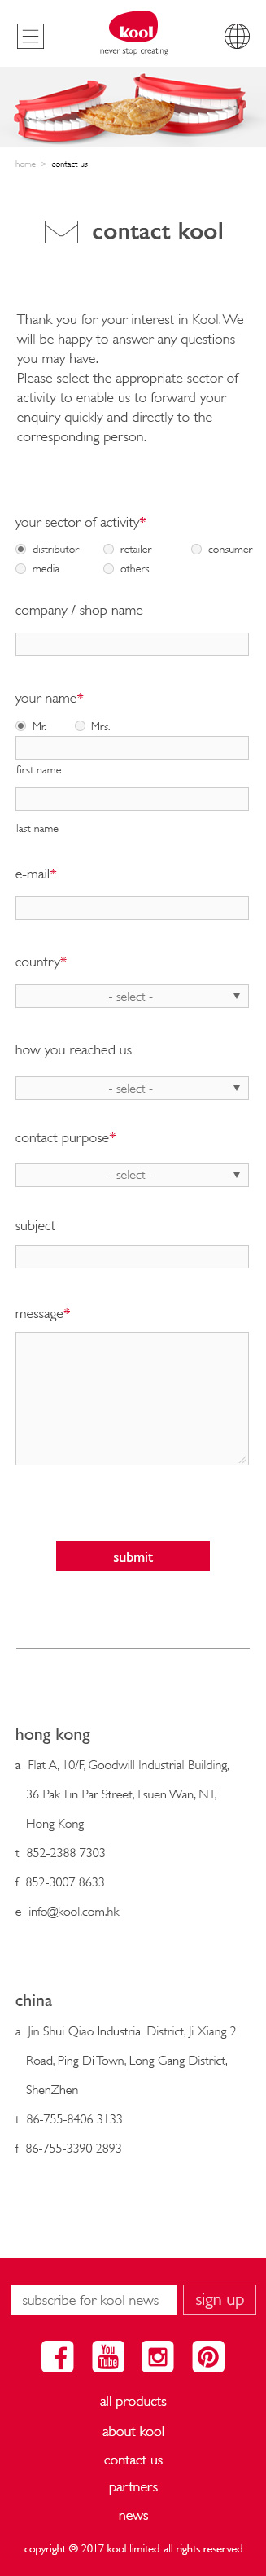 kool
never stop creating
home > contact us
contact kool
Thank you for your interest in Kool. We
will be happy to answer any questions
you may have.
Please select the appropriate sector of
activity to enable us to forward your
enquiry quickly and directly to the
corresponding person.
your sector of activity*
distributor retailer consumer
media others
company / shop name
your name*
Mr. Mrs.
first name
last name
e-mail*
country*
- select -
how you reached us
- select -
contact purpose*
- select -
subject
message*
submit
hong kong
a Flat A, 10/F, Goodwill Industrial Building,
36 Pak Tin Par Street, Tsuen Wan, NT,
Hong Kong
t 852-2388 7303
f 852-3007 8633
e info@kool.com.hk
china
a Jin Shui Qiao Industrial District, Ji Xiang 2
Road, Ping Di Town, Long Gang District,
ShenZhen
t 86-755-8406 3133
f 86-755-3390 2893
subscribe for kool news sign up
You Tube
all products
about kool
contact us
partners
news
copyright © 2017 kool limited. all rights reserved.